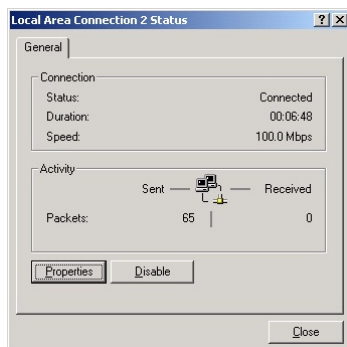 Local Area Connection 2 Status
General
Connection
Status: Connected
Duration: 00:06:48
Speed: 100.0 Mbps
Activity
Sent Received
Packets: 65 0
Properties Disable
Close